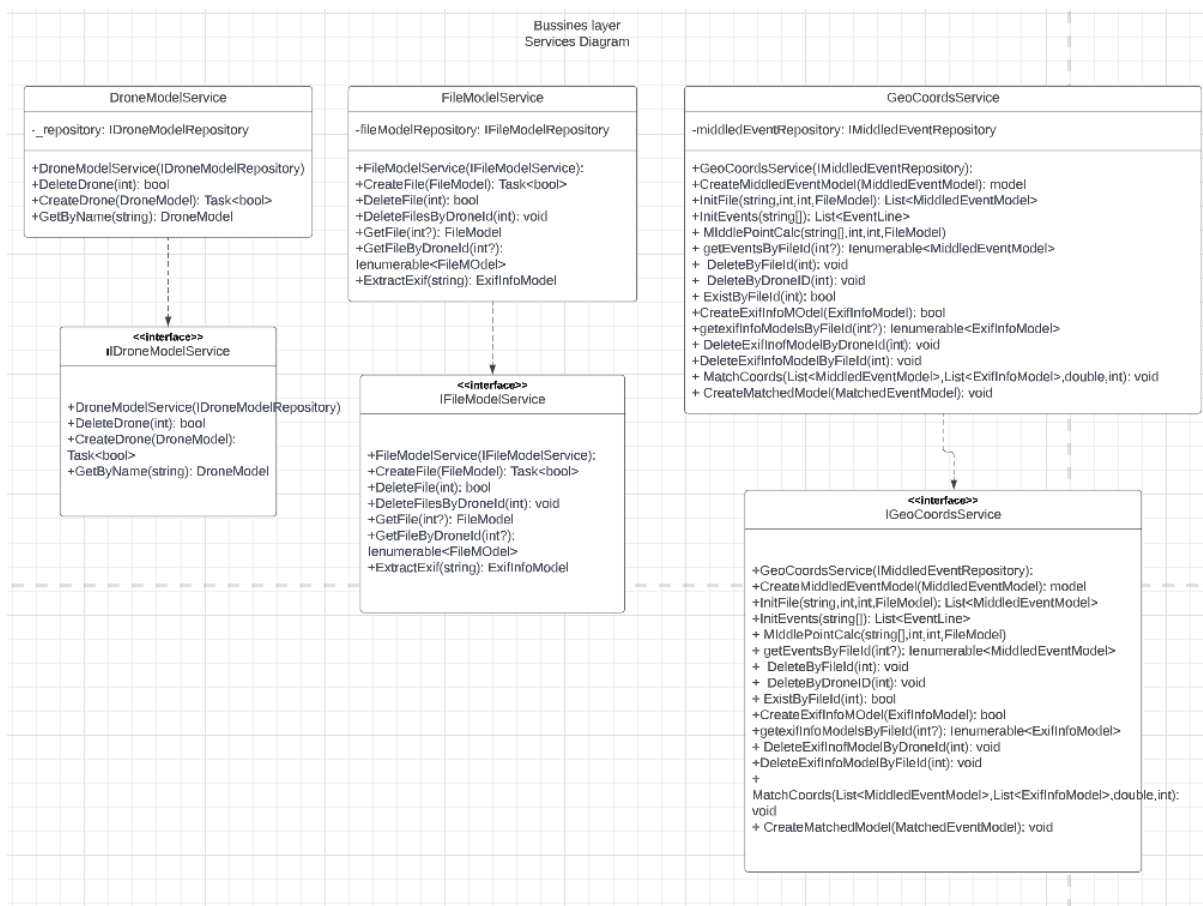 Bussines layer
Services Diagram
DroneModelService
-_repository: IDroneModelRepository
+DroneModelService(IDroneModelRepository)
+DeleteDrone(int): bool
+CreateDrone(DroneModel): Task<bool>
+GetByName(string): DroneModel
<<interface>>
IDroneModelService
+DroneModelService(IDroneModelRepository)
+DeleteDrone(int): bool
+CreateDrone(DroneModel):
Task<bool>
+GetByName(string): DroneModel
FileModelService
-fileModelRepository: IFileModelRepository
+FileModelService(IFileModelService):
+CreateFile(FileModel): Task<bool>
+DeleteFile(int): bool
+DeleteFilesByDroneId(int): void
+GetFile(int?): FileModel
+GetFileByDroneId(int?):
Ienumerable<FileMOdel>
+ExtractExif(string): ExifInfoModel
<<interface>>
IFileModelService
+FileModelService(IFileModelService):
+CreateFile(FileModel): Task<bool>
+DeleteFile(int): bool
+DeleteFilesByDroneId(int): void
+GetFile(int?): FileModel
+GetFileByDroneId(int?):
Ienumerable<FileMOdel>
+ExtractExif(string): ExifInfoModel
GeoCoordsService
-middledEventRepository: IMiddledEventRepository
+GeoCoordsService(IMiddledEventRepository):
+CreateMiddledEventModel(MiddledEventModel): model
+InitFile(string,int,int,FileModel): List<MiddledEventModel>
+InitEvents(string[]): List<EventLine>
+ MIddlePointCalc(string[],int,int,FileModel)
+ getEventsByFileId(int?): Ienumerable<MiddledEventModel>
+ DeleteByFileId(int): void
+ DeleteByDroneID(int): void
+ ExistByFileId(int): bool
+CreateExifInfoMOdel(ExifInfoModel): bool
+getexifInfoModelsByFileId(int?): Ienumerable<ExifInfoModel>
+ DeleteExifInofModelByDroneId(int): void
+DeleteExifInfoModelByFileId(int): void
+ MatchCoords(List<MiddledEventModel>,List<ExifInfoModel>,double,int): void
+ CreateMatchedModel(MatchedEventModel): void
<<interface>>
IGeoCoordsService
+GeoCoordsService(IMiddledEventRepository):
+CreateMiddledEventModel(MiddledEventModel): model
+InitFile(string,int,int,FileModel): List<MiddledEventModel>
+InitEvents(string[]): List<EventLine>
+ MIddlePointCalc(string[],int,int,FileModel)
+ getEventsByFileId(int?): Ienumerable<MiddledEventModel>
+ DeleteByFileId(int): void
+ DeleteByDroneID(int): void
+ ExistByFileId(int): bool
+CreateExifInfoMOdel(ExifInfoModel): bool
+getexifInfoModelsByFileId(int?): Ienumerable<ExifInfoModel>
+ DeleteExifInofModelByDroneId(int): void
+DeleteExifInfoModelByFileId(int): void
+
MatchCoords(List<MiddledEventModel>,List<ExifInfoModel>,double,int):
void
+ CreateMatchedModel(MatchedEventModel): void